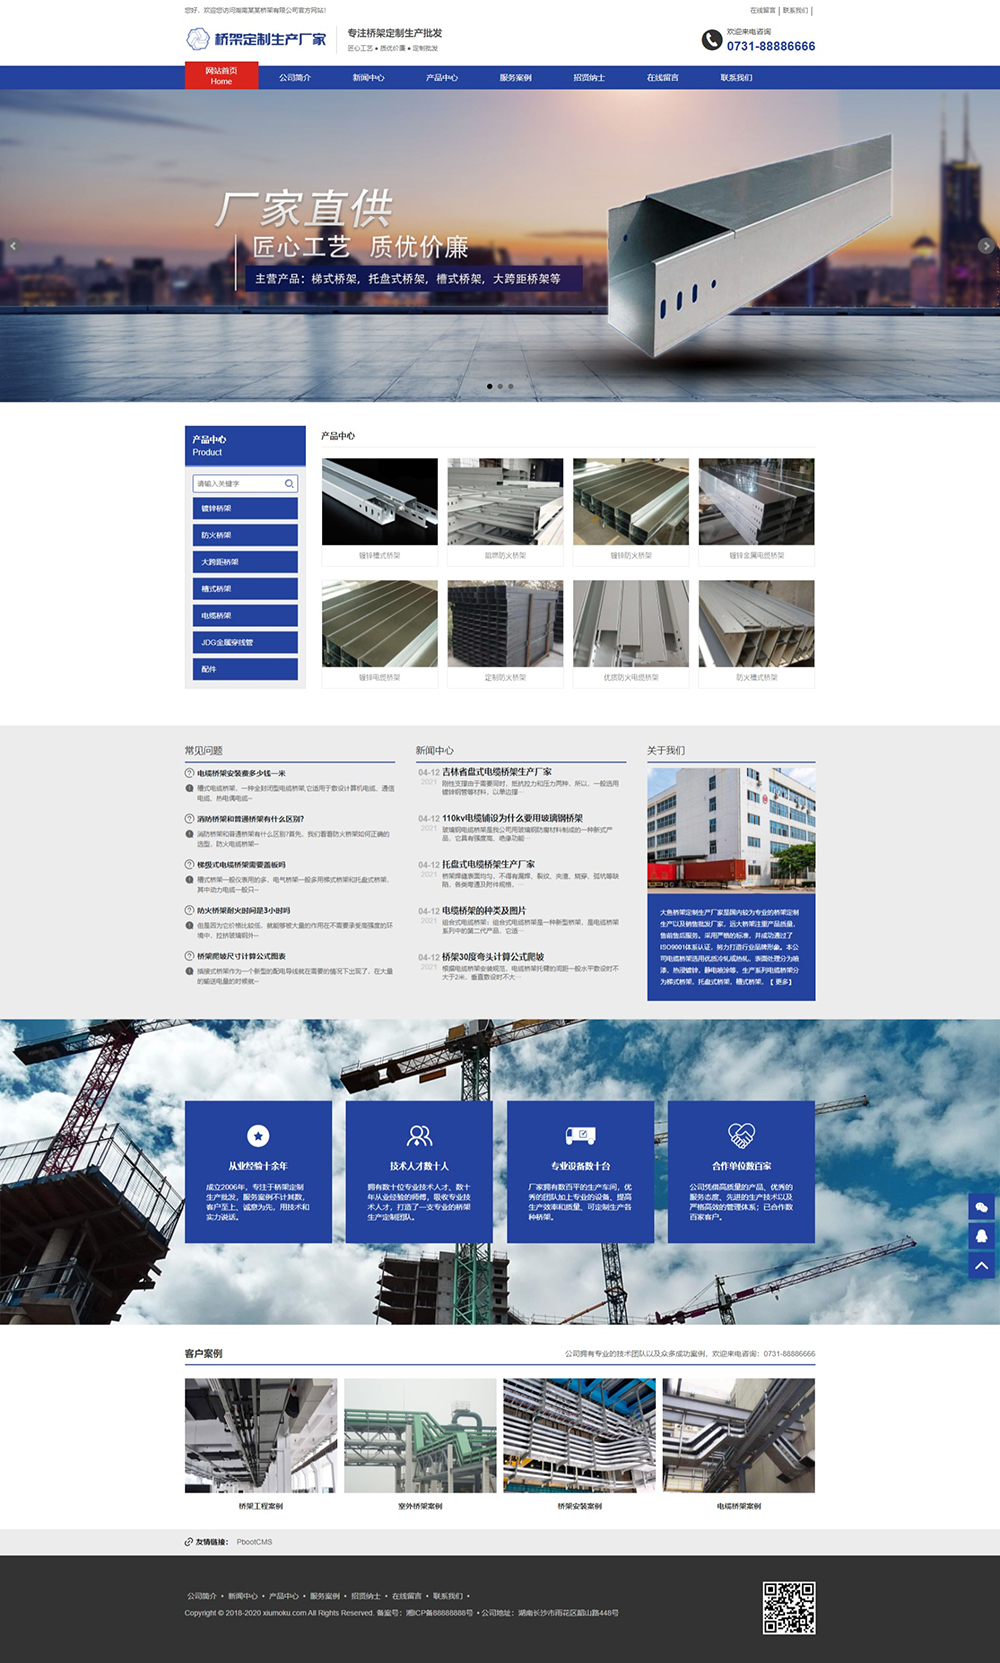 您好，欢迎您访问湖南某某桥架有限公司官方网站!
在线留言 | 联系我们 |
桥架定制生产厂家
专注桥架定制生产批发
匠心工艺 • 质优价廉 • 定制批发
欢迎来电咨询
0731-88886666
网站首页
Home
公司简介
新闻中心
产品中心
服务案例
招贤纳士
在线留言
联系我们
厂家直供
匠心工艺 质优价廉
主营产品：梯式桥架，托盘式桥架，槽式桥架，大跨距桥架等
产品中心
Product
请输入关键字
镀锌桥架
防火桥架
大跨距桥架
槽式桥架
电缆桥架
JDG金属穿线管
配件
产品中心
镀锌槽式桥架
阻燃防火桥架
镀锌防火桥架
镀锌金属电缆桥架
镀锌电缆桥架
定制防火桥架
优质防火电缆桥架
防火槽式桥架
常见问题
电缆桥架安装费多少钱一米
槽式电缆桥架，一种全封闭型电缆桥架,它适用于敷设计算机电缆，通信
电缆，热电偶电缆···
消防桥架和普通桥架有什么区别?
消防桥架和普通桥架有什么区别?首先，我们看看防火桥架如何正确的
选型，防火电缆桥架···
梯级式电缆桥架需要盖板吗
槽式桥架一般仪表用的多，电气桥架一般多用梯式桥架和托盘式桥架，
其中动力电缆一般只···
防火桥架耐火时间是3小时吗
但是因为它价格比较低，就能够被大量的作用在不需要承受高强度的环
境中，拉挤玻璃钢外···
桥架爬坡尺寸计算公式图表
插接式桥架作为一个新型的配电导线就在需要的情况下出现了，在大量
的输送电量的时候就···
新闻中心
04-12
2021
吉林省盘式电缆桥架生产厂家
刚性支撑由于需要同时，抵抗拉力和压力两种，所以，一般选用
镀锌钢管等材料，以单边撑···
04-12
2021
110kv电缆铺设为什么要用玻璃钢桥架
玻璃钢电缆桥架是我公司用玻璃钢防腐材料制成的一种新式产
品，它具有强度高、绝缘功能···
04-12
2021
托盘式电缆桥架生产厂家
桥架焊缝表面均匀，不得有漏焊、裂纹、夹渣、烧穿、弧坑等缺
陷，各类弯通及附件规格，···
04-12
2021
电缆桥架的种类及图片
组合式电缆桥架：组合式电缆桥架是一种新型桥架，是电缆桥架
系列中的第二代产品，它适···
04-12
2021
桥架30度弯头计算公式爬坡
根据电缆桥架安装规范，电缆桥架托臂的间距一般水平敷设时不
大于2米，垂直敷设时不大···
关于我们
大鱼桥架定制生产厂家是国内较为专业的桥架定制
生产以及销售批发厂家，远大桥架注重产品质量，
售前售后服务。采用严格的标准，并成功通过了
ISO9001体系认证，努力打造行业品牌形象。本公
司电缆桥架选用优质冷轧或热轧，表面处理分为喷
漆，热浸镀锌，静电喷涂等，生产系列电缆桥架分
为梯式桥架，托盘式桥架，槽式桥架。【 更多】
从业经验十余年
成立2006年，专注于桥架定制
生产批发，服务案例不计其数，
客户至上、诚意为先，用技术和
实力说话。
技术人才数十人
拥有数十位专业技术人才、数十
年从业经验的师傅，吸收专业技
术人才，打造了一支专业的桥架
生产定制团队。
专业设备数十台
厂家拥有数百平的生产车间，优
秀的团队加上专业的设备、提高
生产效率和质量、可定制生产各
种桥架。
合作单位数百家
公司凭借高质量的产品、优秀的
服务态度、先进的生产技术以及
严格高效的管理体系；已合作数
百家客户。
客户案例
公司拥有专业的技术团队以及众多成功案例，欢迎来电咨询：0731-88886666
桥架工程案例
室外桥架案例
桥架安装案例
电缆桥架案例
友情链接：
PbootCMS
公司简介 • 新闻中心 • 产品中心 • 服务案例 • 招贤纳士 • 在线留言 • 联系我们 •
Copyright © 2018-2020 xiumoku.com All Rights Reserved. 备案号：湘ICP备88888888号 • 公司地址：湖南长沙市雨花区韶山路448号